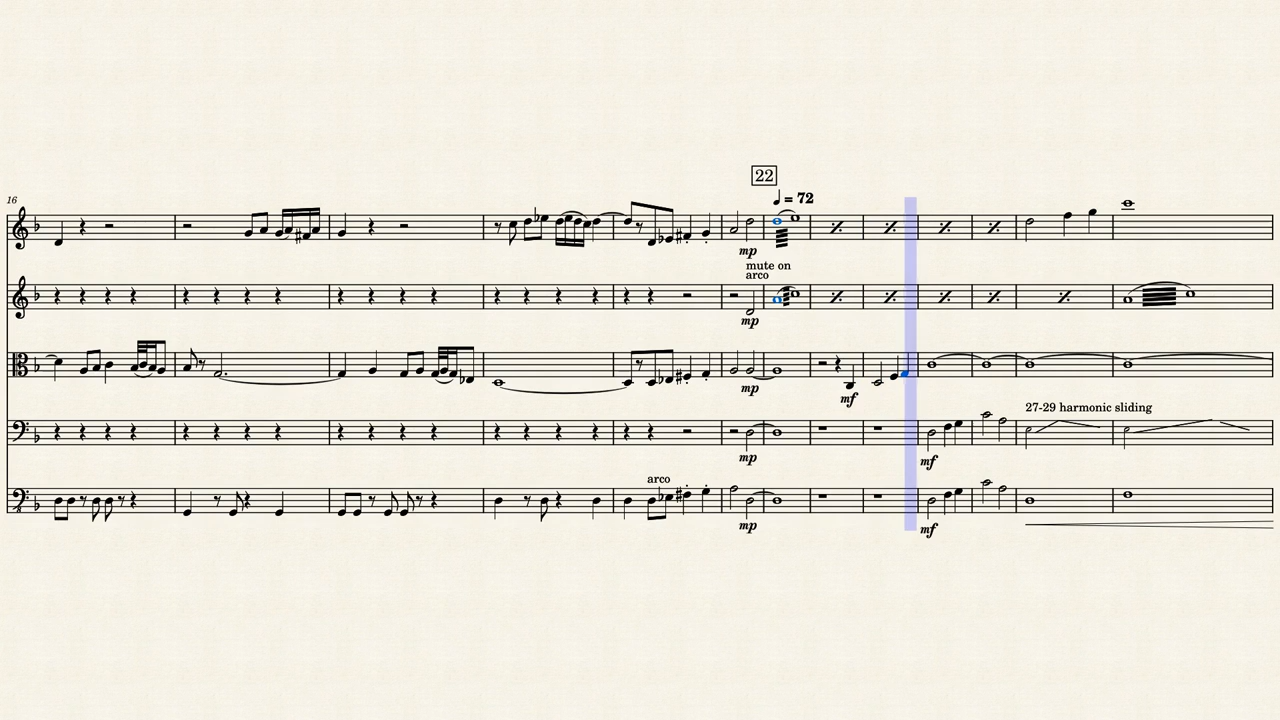 22
16
♩ = 72
mp
mute on
arco
mp
mp
mf
27-29 harmonic sliding
mp
mf
arco
mp
mf